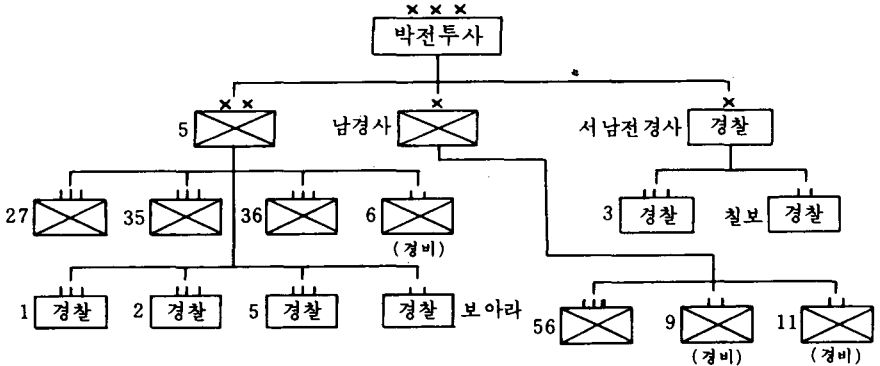 박전투사
5
남경사
서남전경사 경찰
27 35 36 6
(경비)
3 경찰 칠보 경찰
1 경찰 2 경찰 5 경찰 경찰 보아라
56 9 11
(경비) (경비)